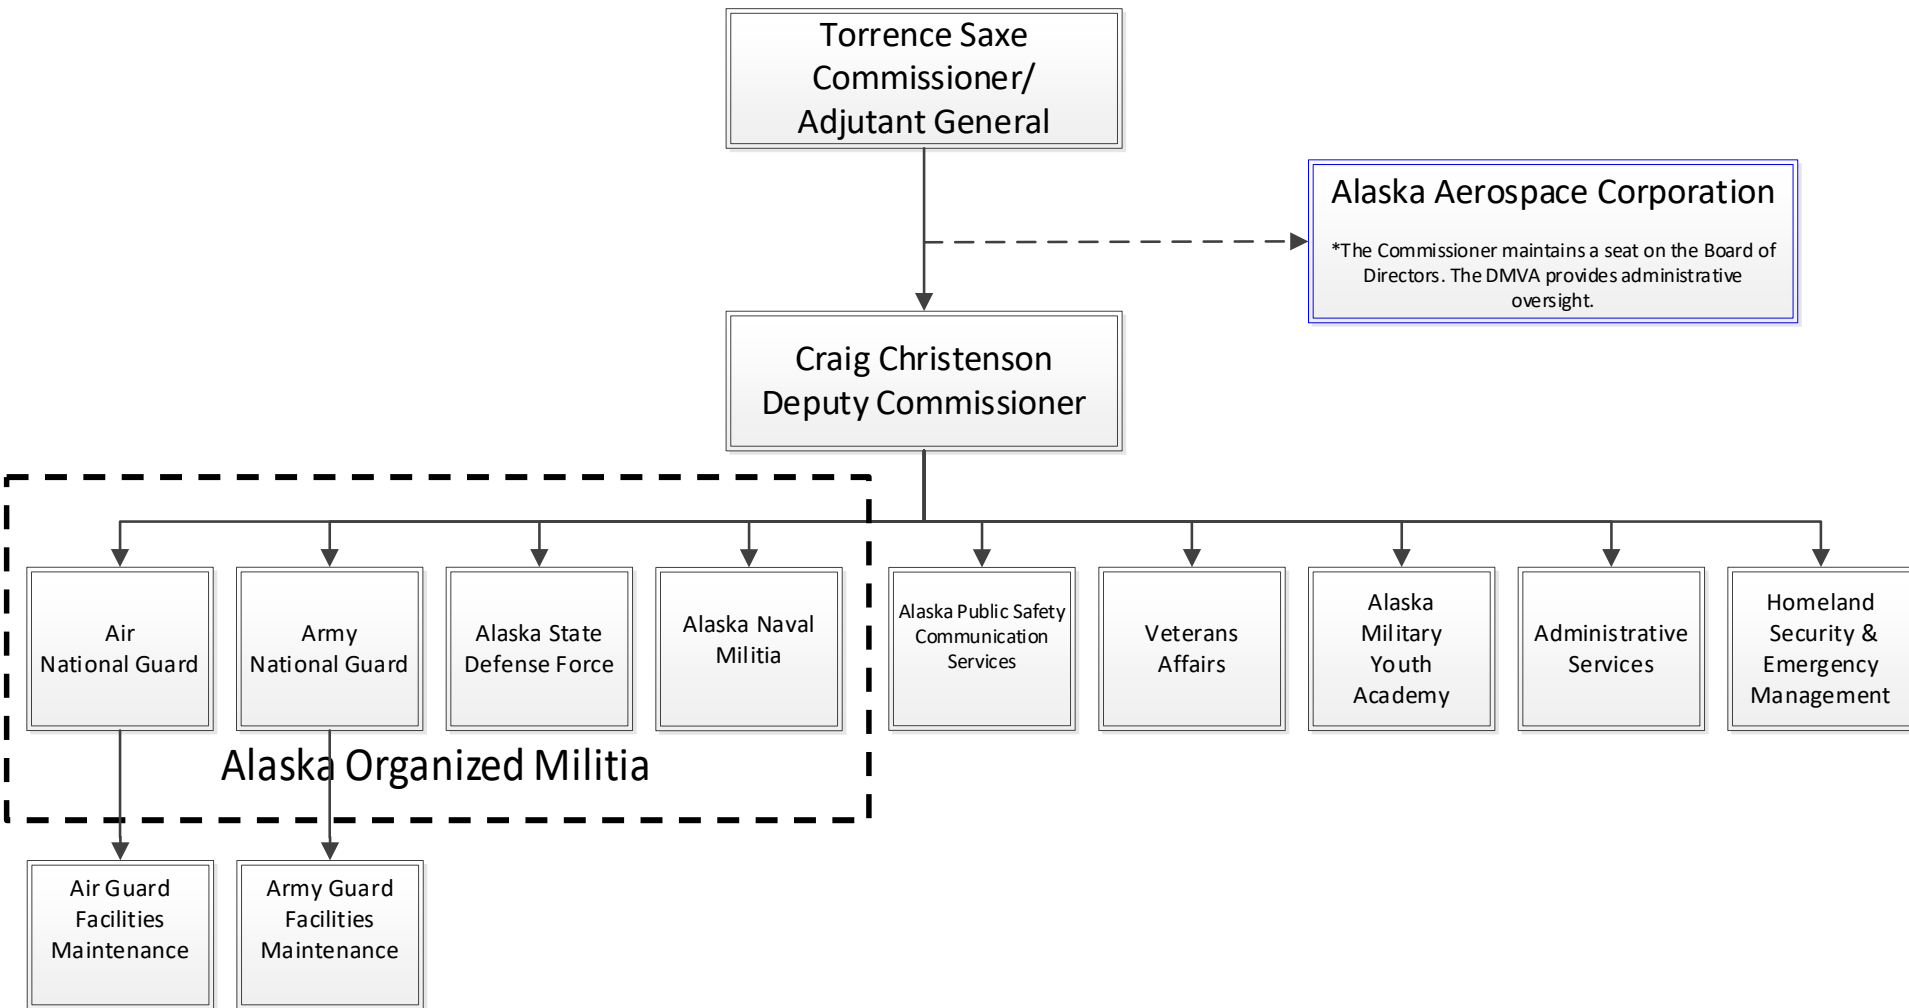 Torrence Saxe
Commissioner/
Adjutant General
Alaska Aerospace Corporation
*The Commissioner maintains a seat on the Board of
Directors. The DMVA provides administrative
oversight.
Craig Christenson
Deputy Commissioner
Air
National Guard
Army
National Guard
Alaska State
Defense Force
Alaska Naval
Militia
Alaska Public Safety
Communication
Services
Veterans
Affairs
Alaska
Military
Youth
Academy
Administrative
Services
Homeland
Security &
Emergency
Management
Alaska Organized Militia
Air Guard
Facilities
Maintenance
Army Guard
Facilities
Maintenance